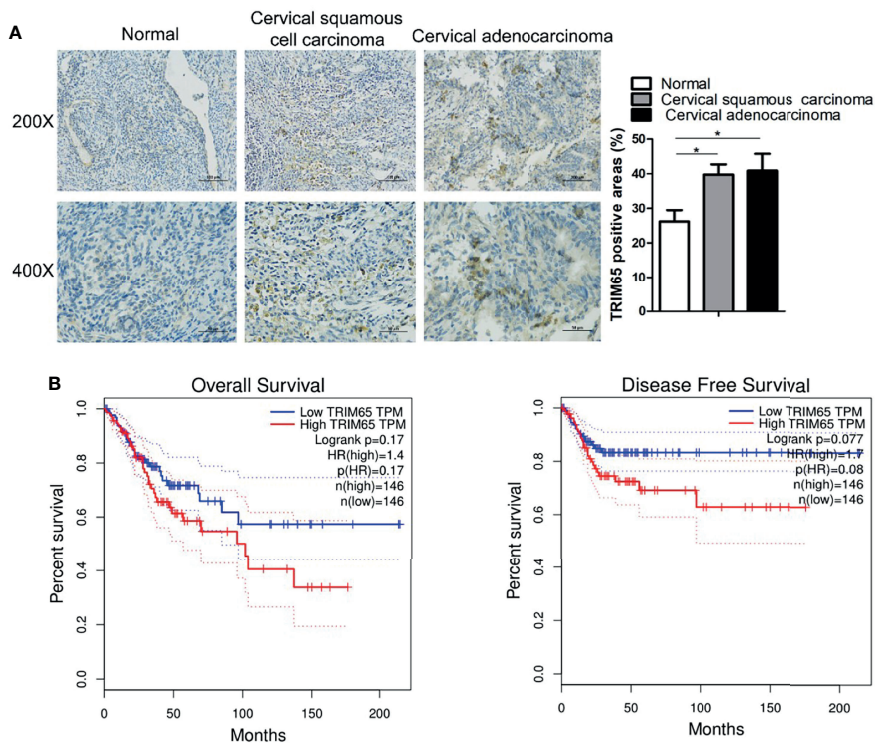 A
Normal
Cervical squamous
cell carcinoma
Cervical adenocarcinoma
200X
400X
Normal
Cervical squamous carcinoma
Cervical adenocarcinoma
TRIM65 positive areas (%)
50
40
30
20
10
0
*
*
B
Overall Survival
Low TRIM65 TPM
High TRIM65 TPM
Logrank p=0.17
HR(high)=1.4
p(HR)=0.17
n(high)=146
n(low)=146
Percent survival
1.0
0.8
0.6
0.4
0.2
0.0
0
50
100
150
200
Months
Disease Free Survival
Low TRIM65 TPM
High TRIM65 TPM
Logrank p=0.077
HR(high)=1.7
p(HR)=0.08
n(high)=146
n(low)=146
Percent survival
1.0
0.8
0.6
0.4
0.2
0.0
0
50
100
150
200
Months